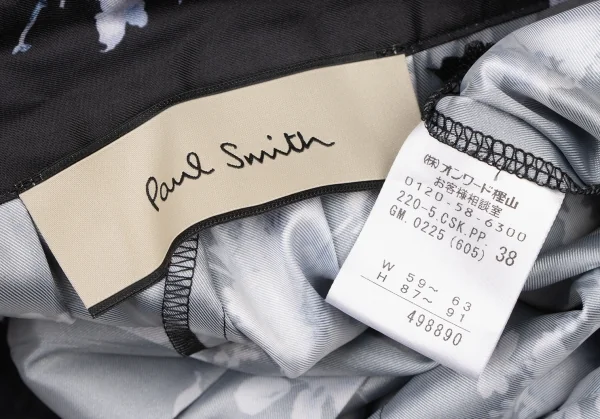 Paul Smith
(株)オンワード樫山
お客様相談室
0120-58-6300
220-5.CSK.PP.
GM.0225(605) 38
W 59~ 63
H 87~ 91
498890